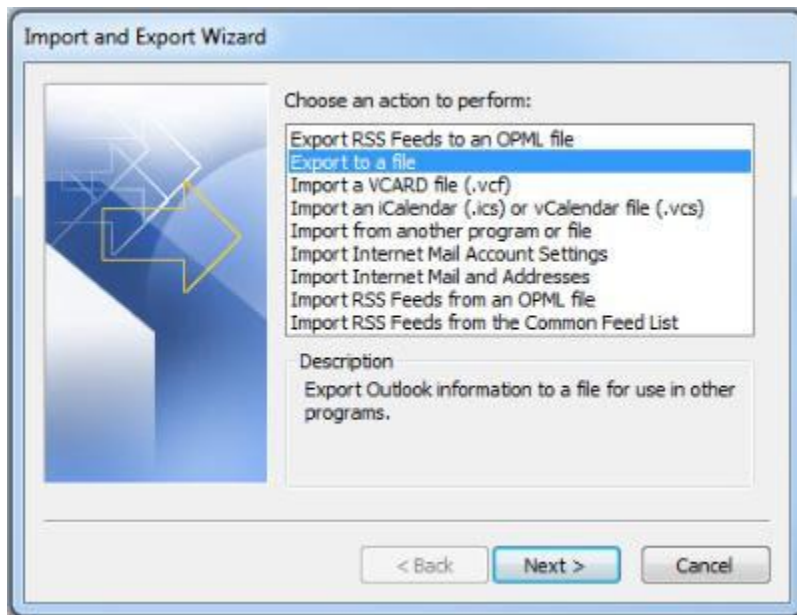 Import and Export Wizard
Choose an action to perform:
Export RSS Feeds to an OPML file
Export to a file
Import a VCARD file (.vcf)
Import an iCalendar (.ics) or vCalendar file (.vcs)
Import from another program or file
Import Internet Mail Account Settings
Import Internet Mail and Addresses
Import RSS Feeds from an OPML file
Import RSS Feeds from the Common Feed List
Description
Export Outlook information to a file for use in other
programs.
< Back Next > Cancel